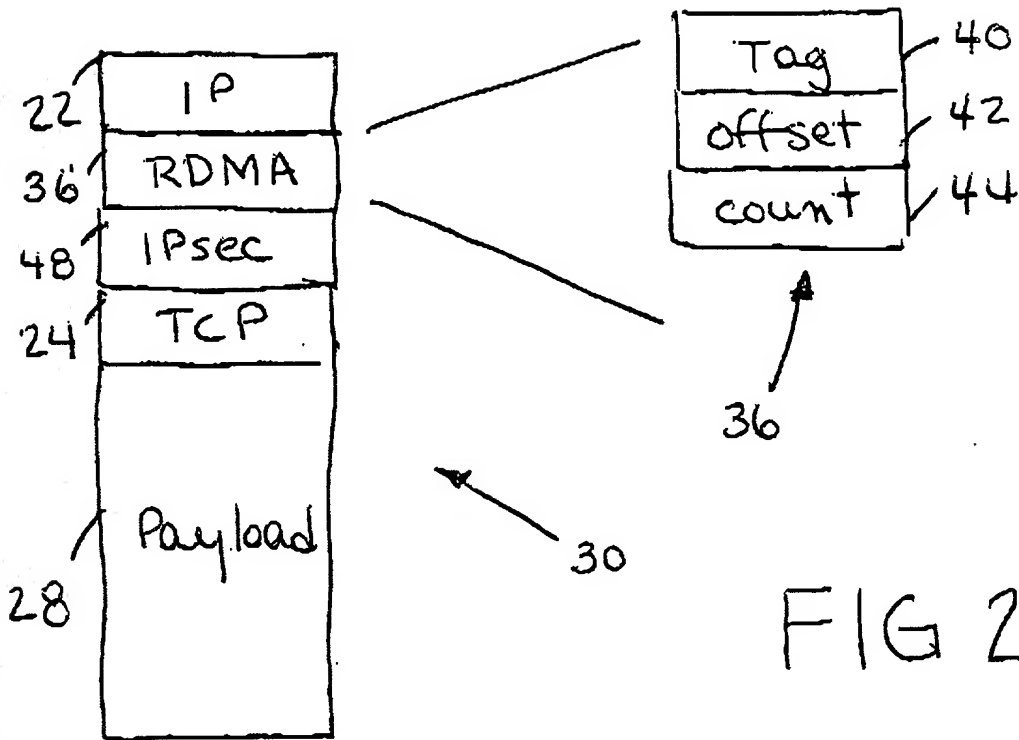 22
IP
36
RDMA
48
IPsec
24
TCP
28
Payload
30
Tag
40
offset
42
count
44
36
FIG 2